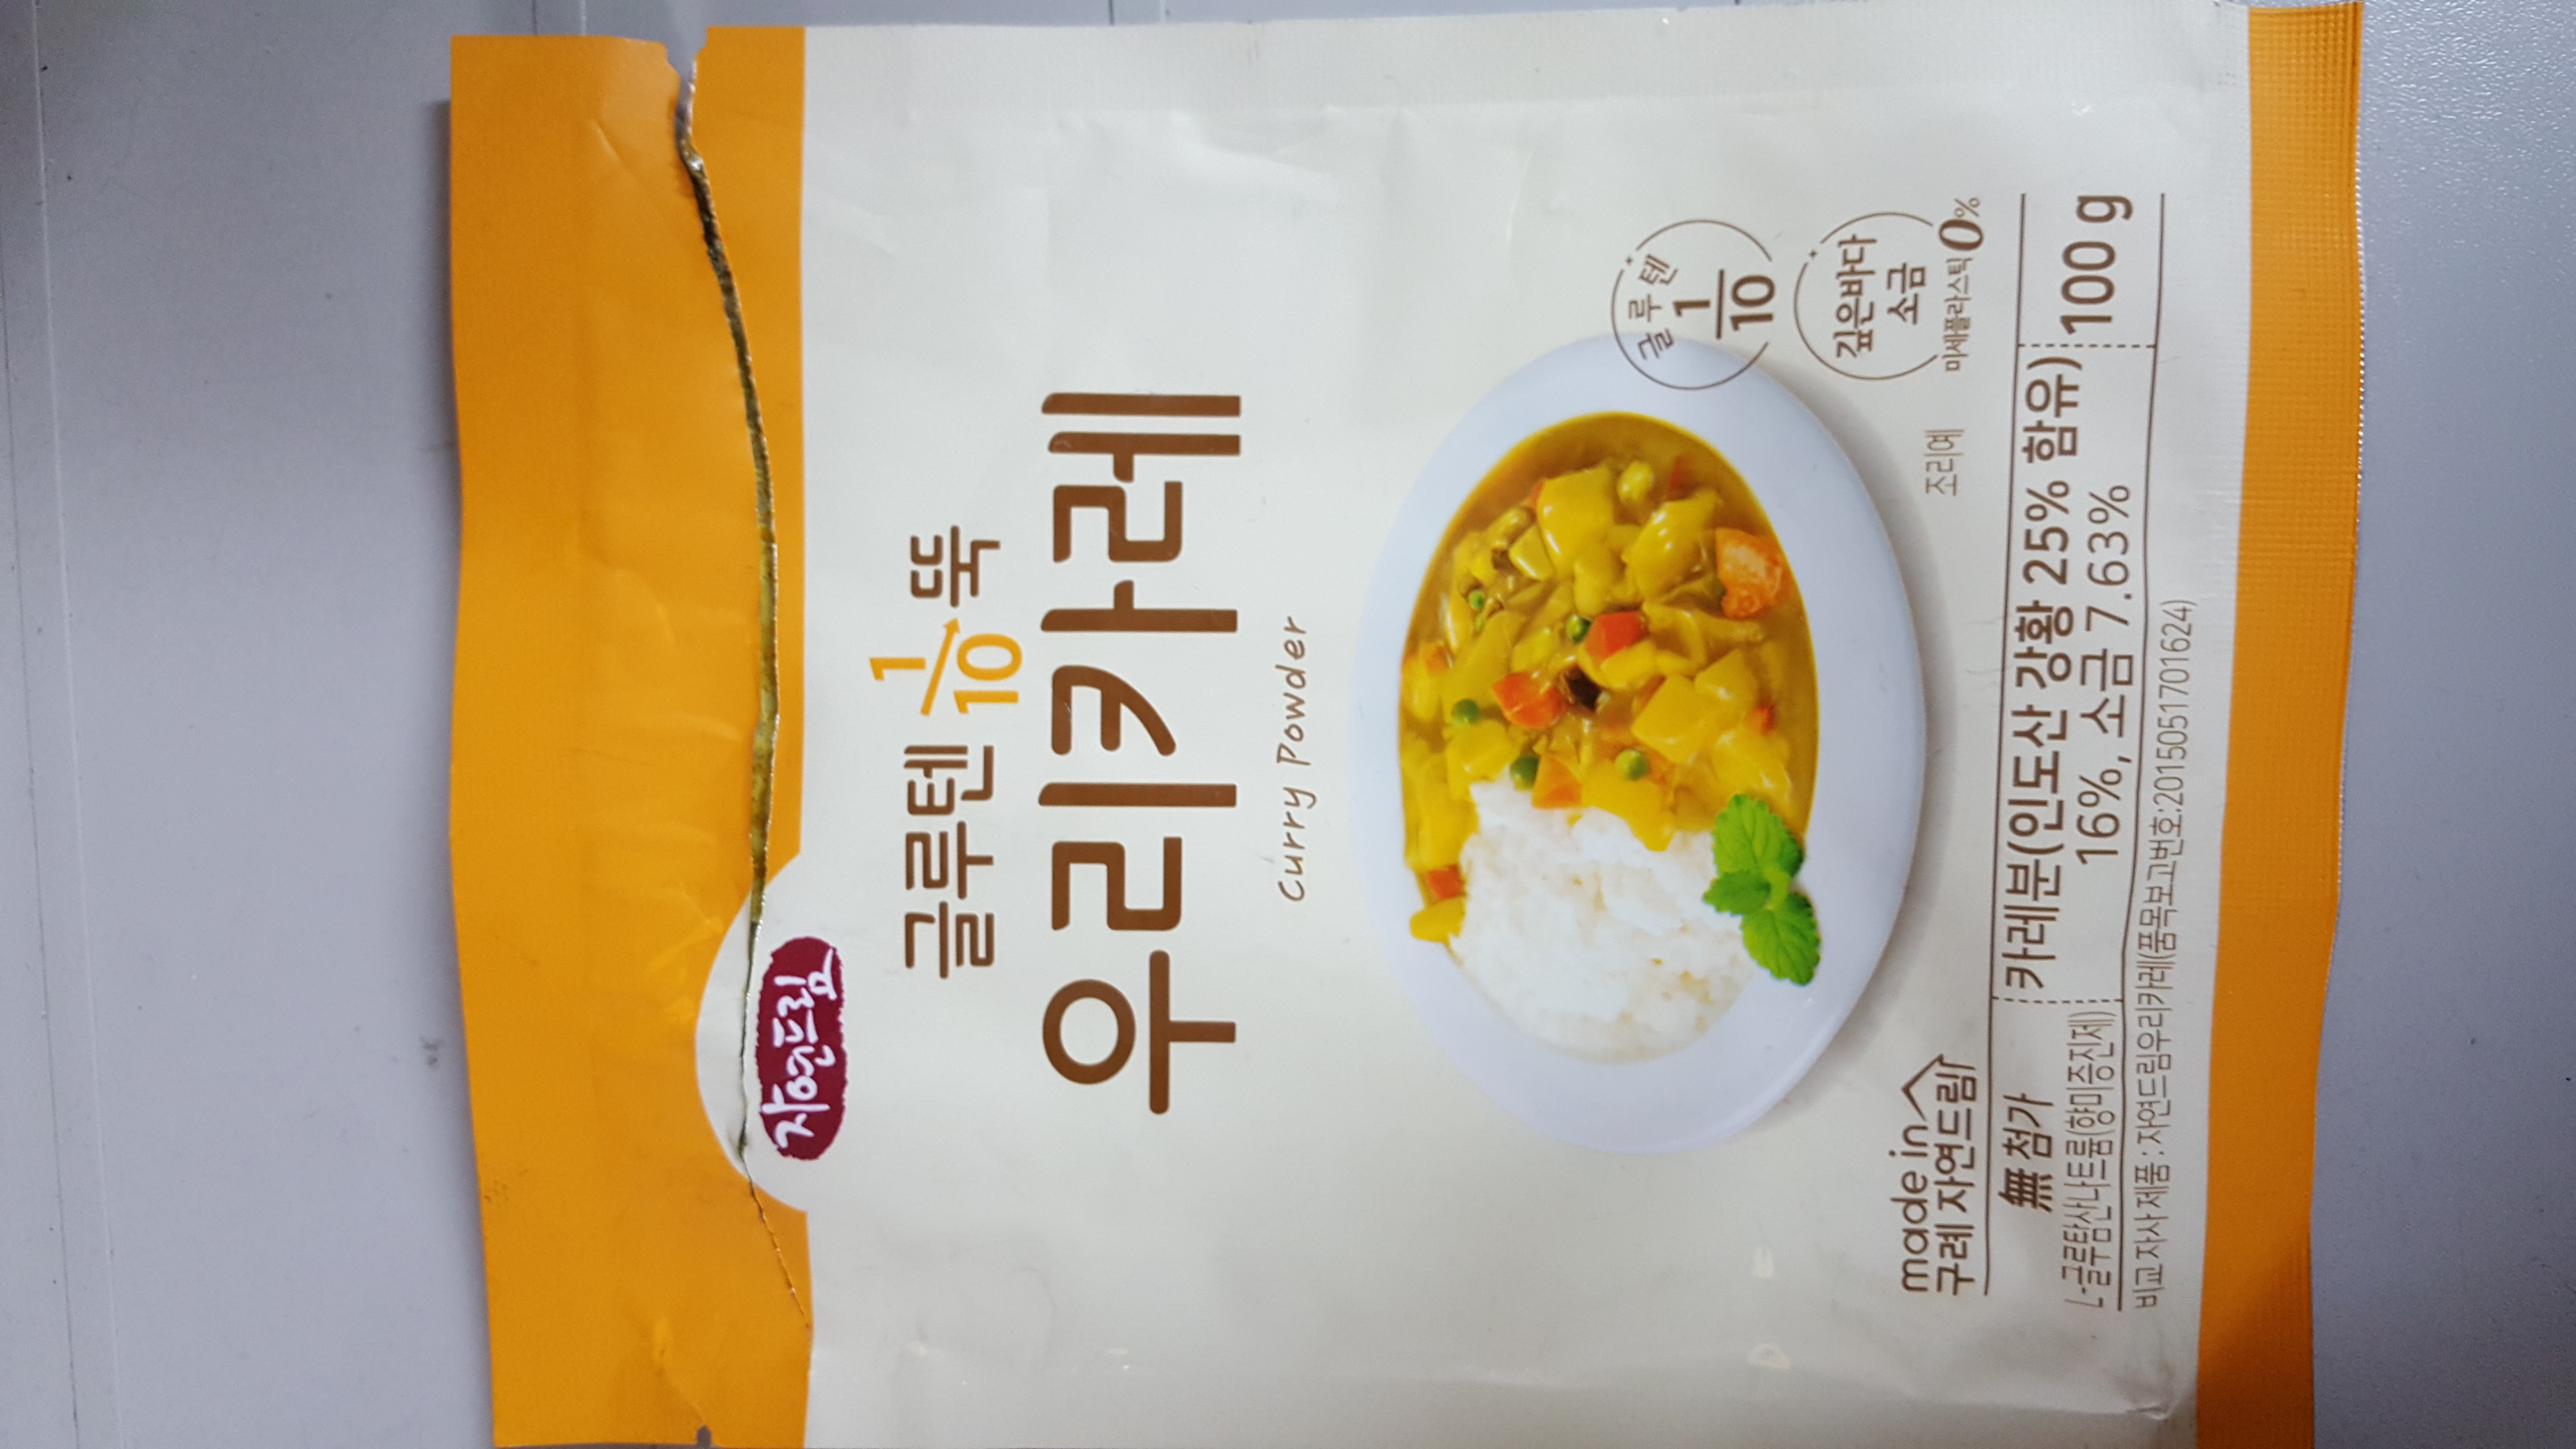 자연드림
글루텐 1/10 뚝
우리카레
Curry Powder
글루텐
1/10
깊은바다
소금
미세플라스틱 0%
조리예
made in
구례 자연드림
無 첨가
L-글루탐산나트륨(향미증진제)
카레분(인도산 강황 25% 함유)
16%, 소금 7.63%
100 g
비교 자사 제품 : 자연드림우리카레(품목보고번호:201505170​1624)